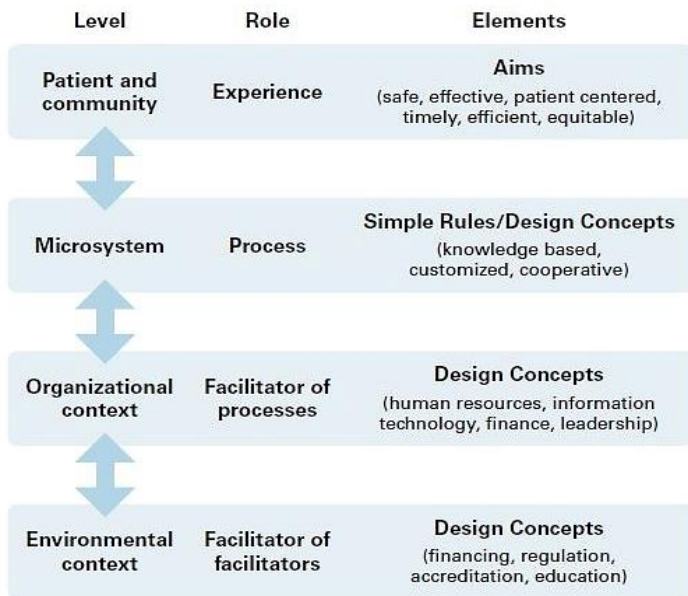 Level Role Elements
Patient and community
Experience
Aims
(safe, effective, patient centered,
timely, efficient, equitable)
Microsystem
Process
Simple Rules/Design Concepts
(knowledge based,
customized, cooperative)
Organizational
context
Facilitator of
processes
Design Concepts
(human resources, information
technology, finance, leadership)
Environmental
context
Facilitator of
facilitators
Design Concepts
(financing, regulation,
accreditation, education)